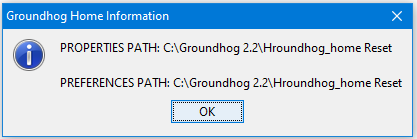 Groundhog Home Information
PROPERTIES PATH: C:\Groundhog 2.2\Hroundhog_home Reset
PREFERENCES PATH: C:\Groundhog 2.2\Hroundhog_home Reset
OK